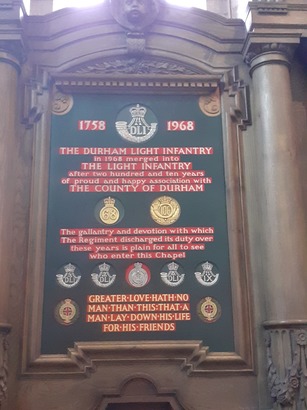 1758 DLI 1968
THE DURHAM LIGHT INFANTRY
in 1968 merged into
THE LIGHT INFANTRY
after two hundred and ten years
of proud and happy association with
THE COUNTY OF DURHAM
The gallantry and devotion with which
The Regiment discharged its duty over
these years is plain for all to see
who enter this Chapel
GREATER·LOVE·HATH·NO
MAN·THAN·THIS:THAT·A
MAN·LAY·DOWN·HIS·LIFE
FOR·HIS·FRIENDS